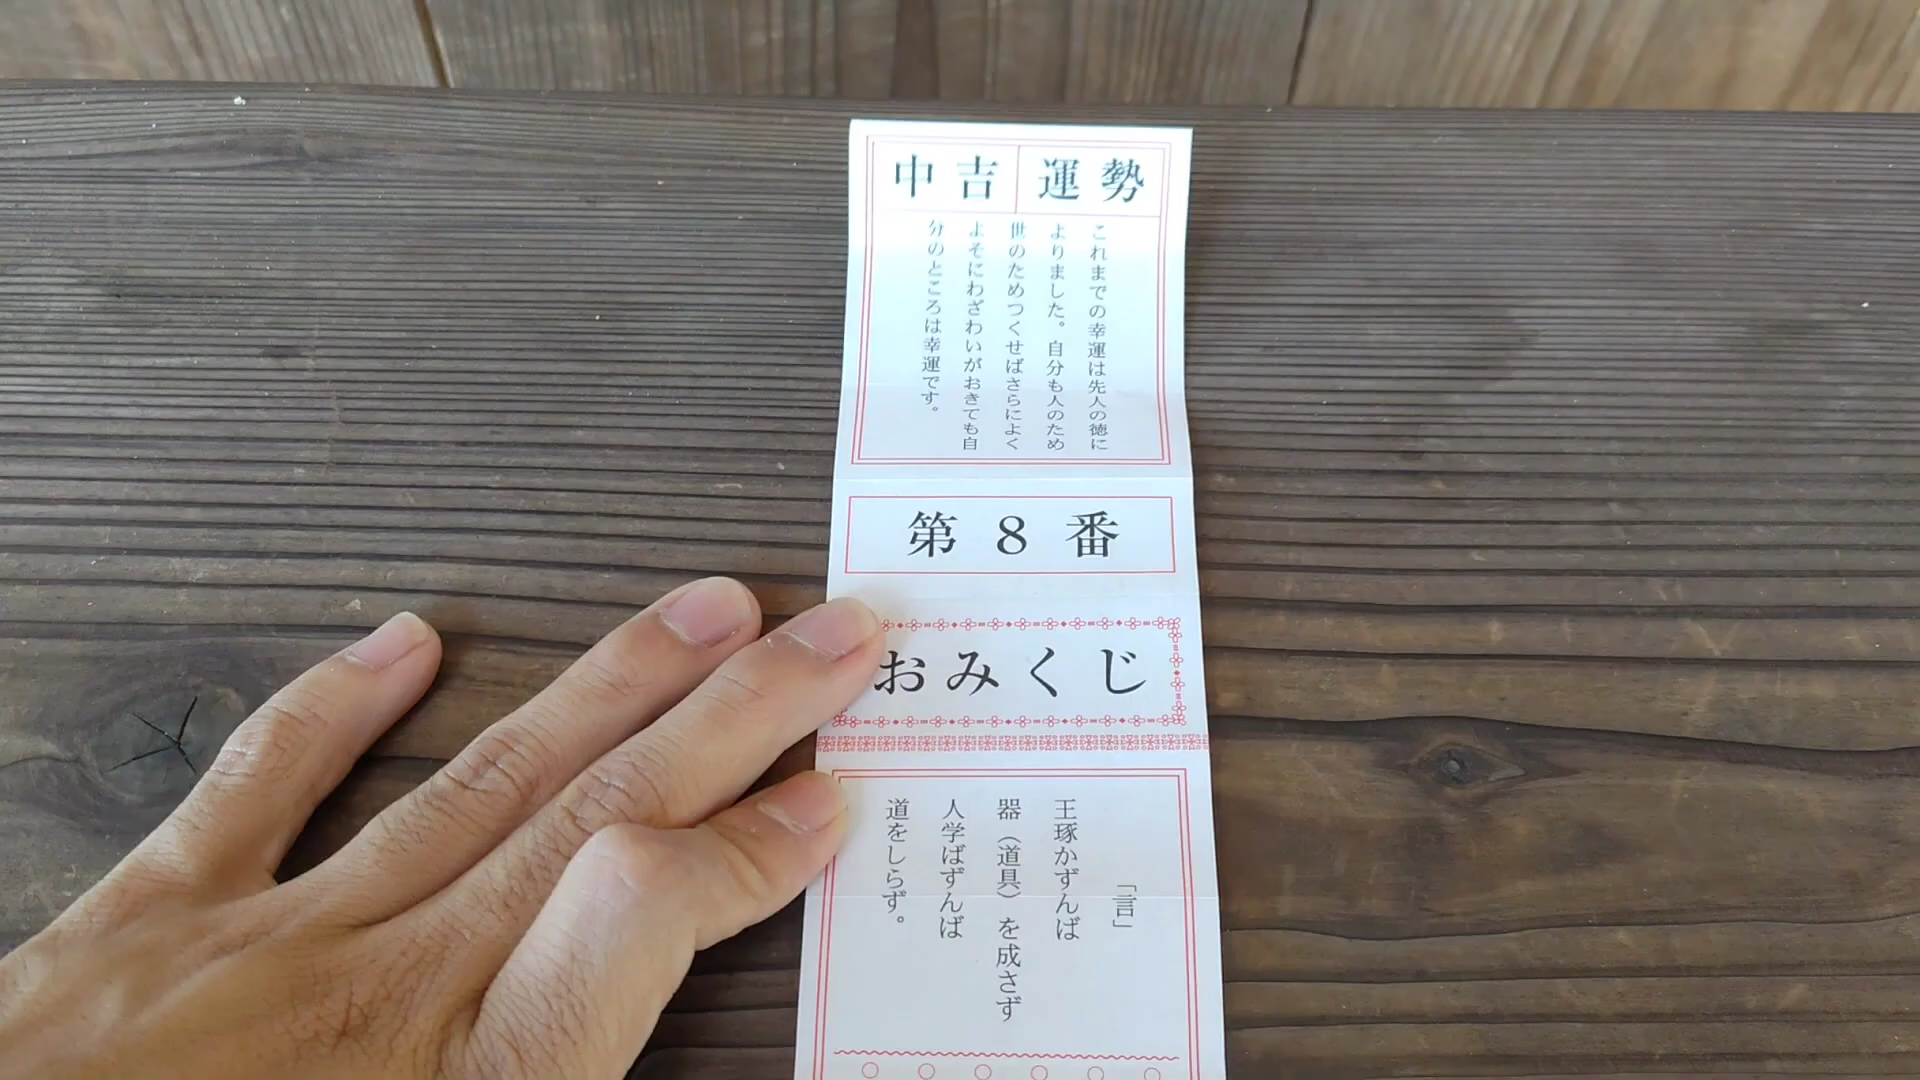 中吉 運勢
これまでの幸運は先人の徳に
よりました。自分も人のため
世のためつくせばさらによく
よそにわざわいがおきても自
分のところは幸運です。
第8番
おみくじ
「言」
王琢かずんば
器（道具）を成さず
人学ばずんば
道をしらず。